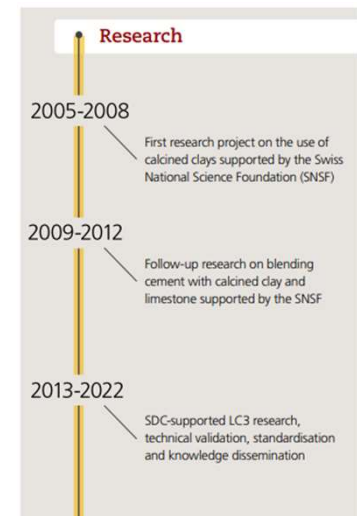 Research
2005-2008
First research project on the use of
calcined clays supported by the Swiss
National Science Foundation (SNSF)
2009-2012
Follow-up research on blending
cement with calcined clay and
limestone supported by the SNSF
2013-2022
SDC-supported LC3 research,
technical validation, standardisation
and knowledge dissemination